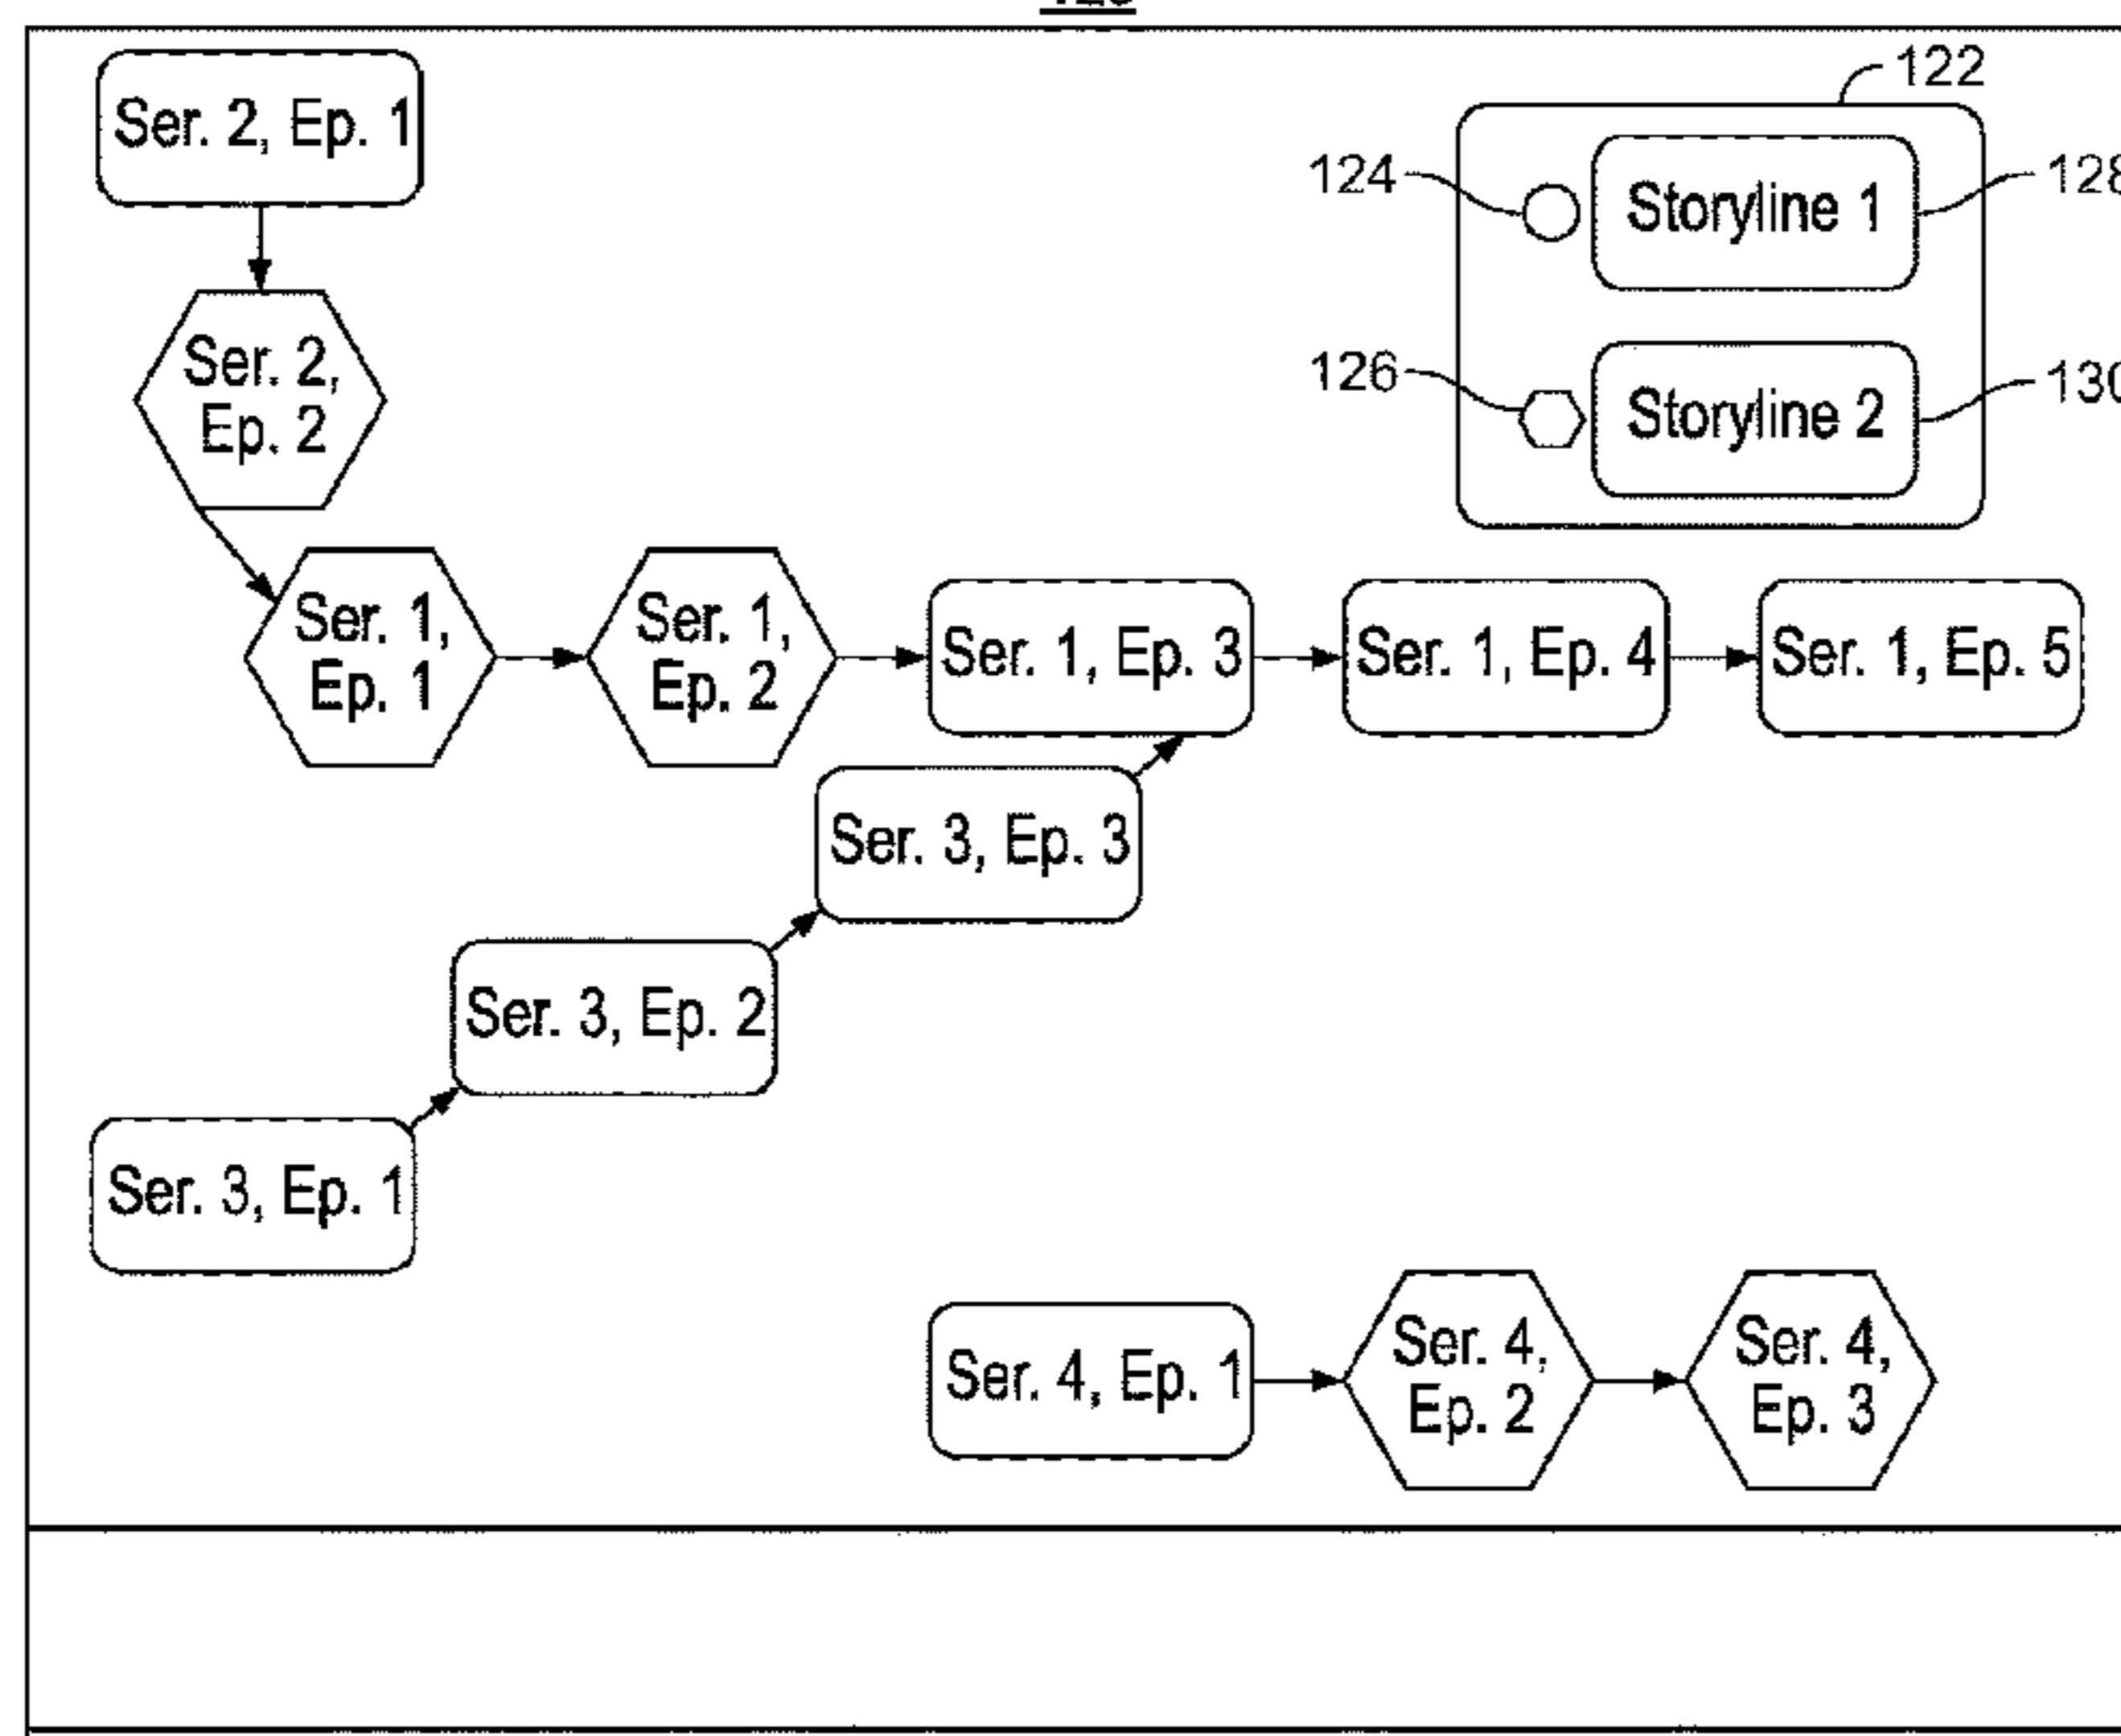 Ser. 2, Ep. 1
122
124
Storyline 1
Ser. 2,
Ep. 2
126
Storyline 2
Ser. 1,
Ep. 1
Ser. 1,
Ep. 2
Ser. 1, Ep. 3
Ser. 1, Ep. 4
Ser. 1, Ep. 5
Ser. 3, Ep. 3
Ser. 3, Ep. 2
Ser. 3, Ep. 1
Ser. 4, Ep. 1
Ser. 4,
Ep. 2
Ser. 4,
Ep. 3